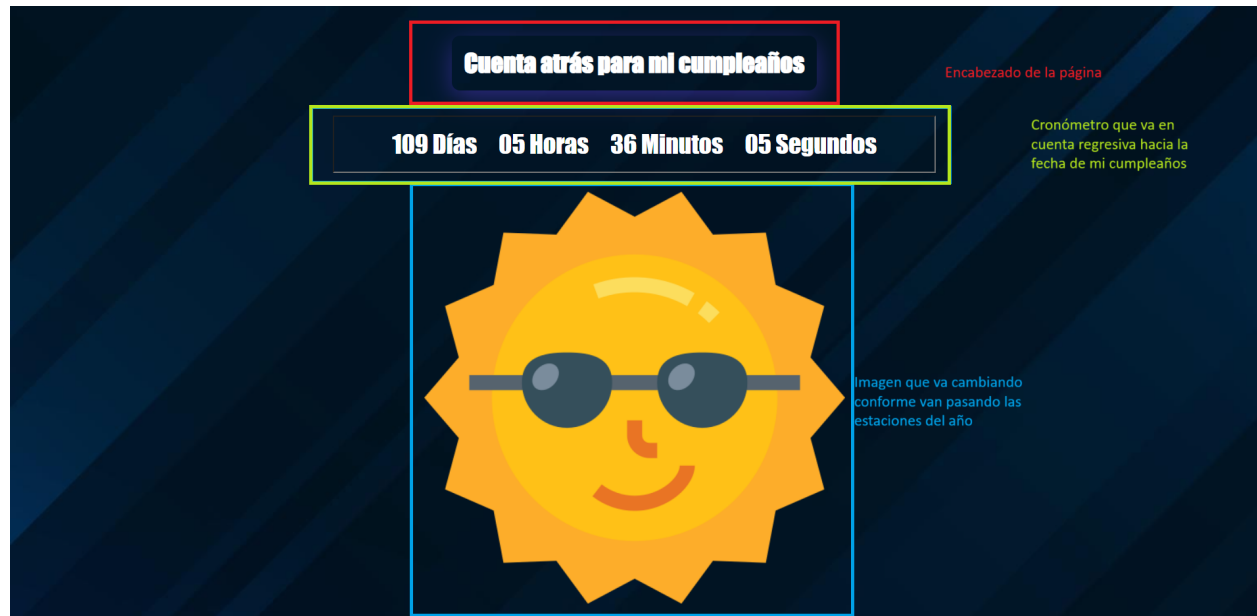 Cuenta atrás para mi cumpleaños
Encabezado de la página
109 Días 05 Horas 36 Minutos 05 Segundos
Cronómetro que va en
cuenta regresiva hacia la
fecha de mi cumpleaños
Imagen que va cambiando
conforme van pasando las
estaciones del año